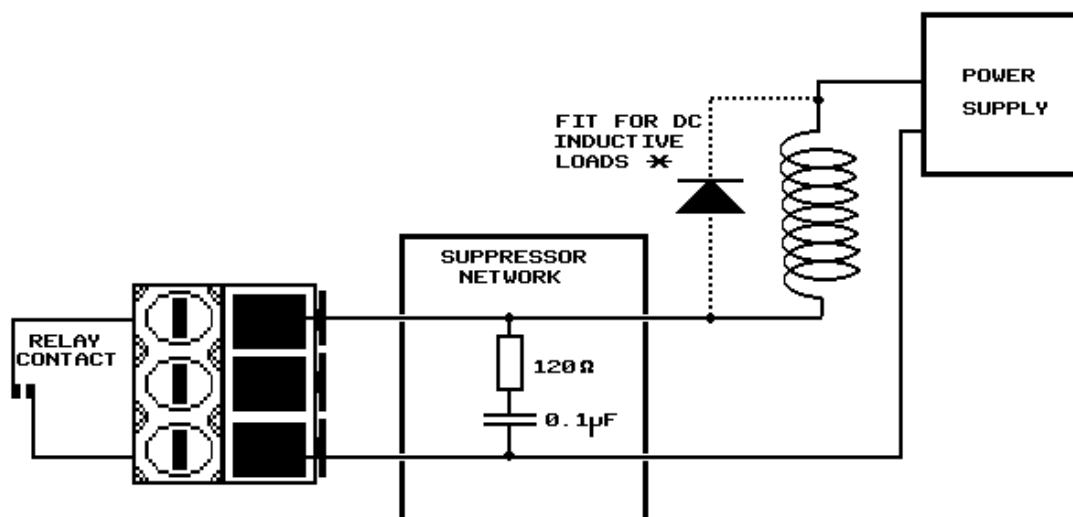 POWER
SUPPLY
FIT FOR DC
INDUCTIVE
LOADS *
SUPPRESSOR
NETWORK
RELAY
CONTACT
120Ω
0.1µF